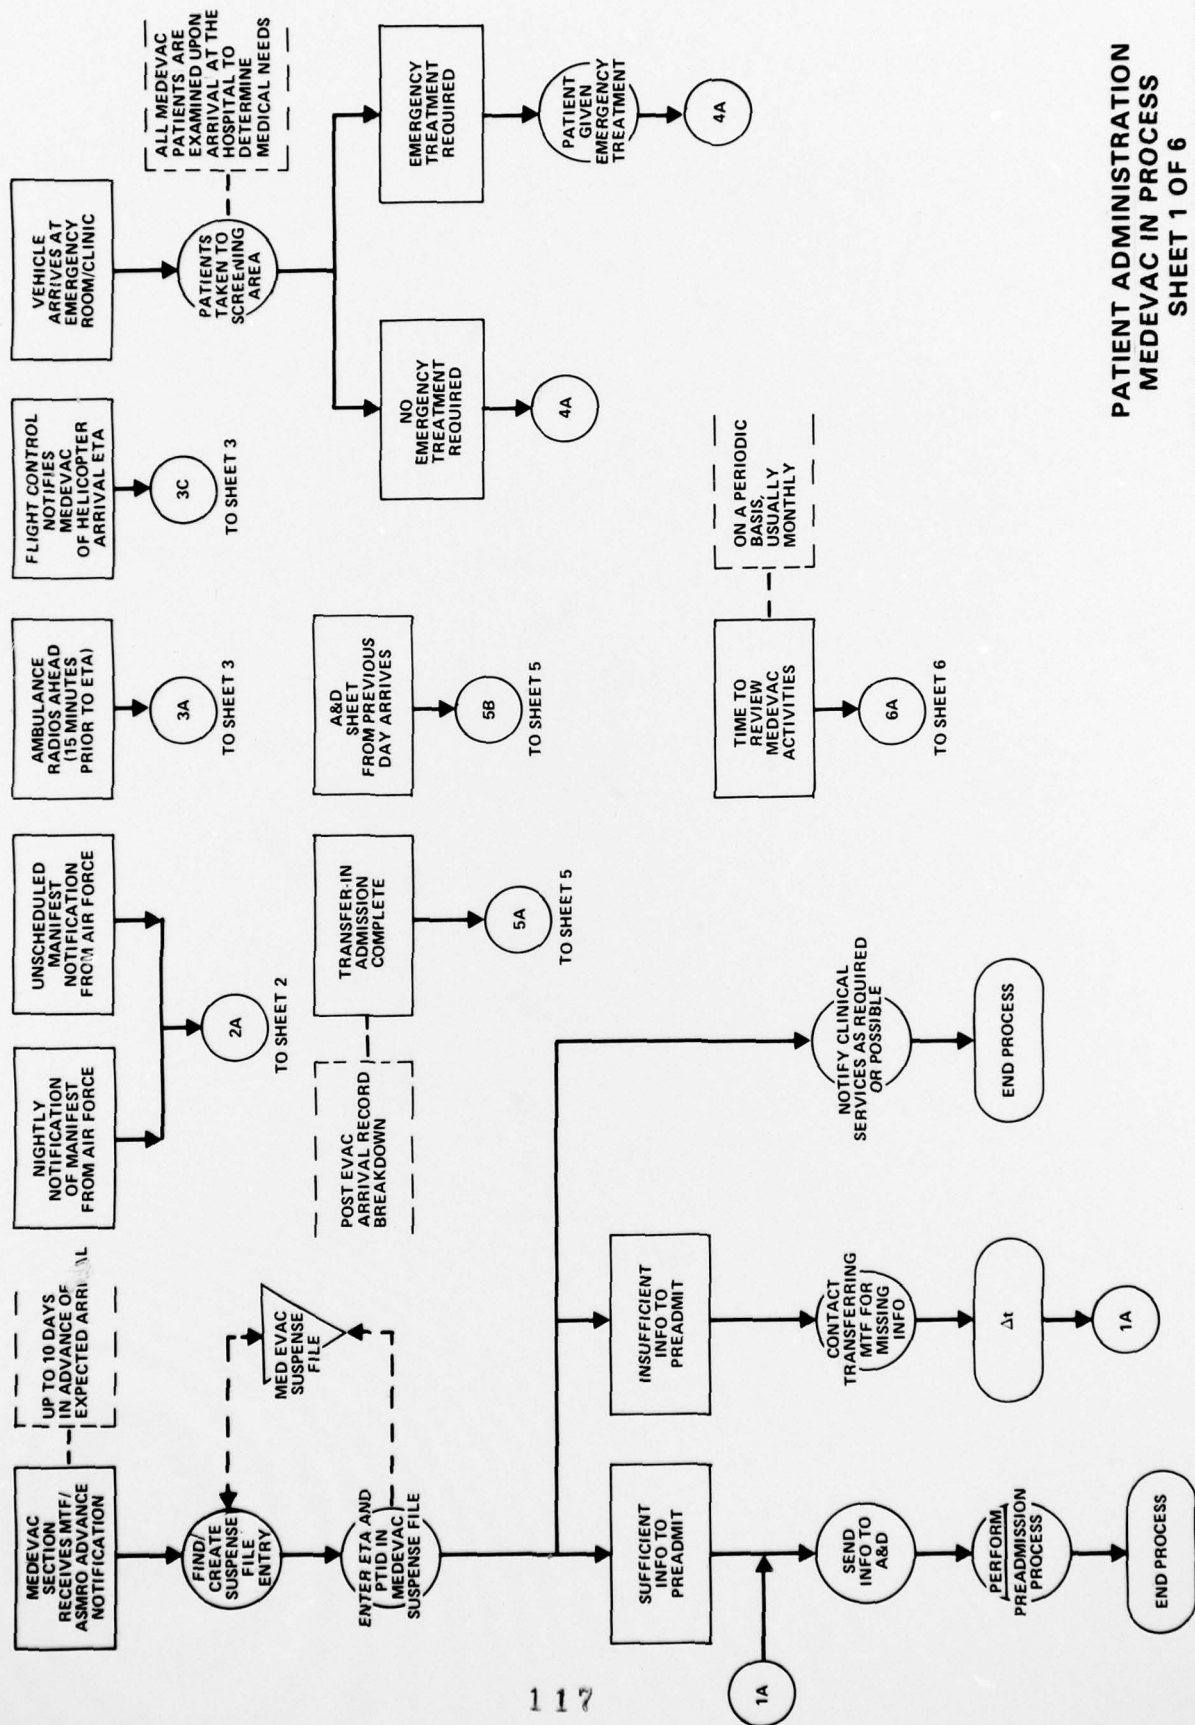 MEDEVAC
SECTION
RECEIVES MTF/
ASMRO ADVANCE
NOTIFICATION
UP TO 10 DAYS
IN ADVANCE OF
EXPECTED ARRIVAL
FIND/
CREATE
SUSPENSE
FILE
ENTRY
MED EVAC
SUSPENSE
FILE
ENTER ETA AND
PTID IN
MEDEVAC
SUSPENSE FILE
SUFFICIENT
INFO TO
PREADMIT
1A
SEND
INFO TO
A&D
PERFORM
PREADMISSION
PROCESS
END PROCESS
INSUFFICIENT
INFO TO
PREADMIT
CONTACT
TRANSFERRING
MTF FOR
MISSING
INFO
Δt
1A
NOTIFY CLINICAL
SERVICES AS REQUIRED
OR POSSIBLE
END PROCESS
NIGHTLY
NOTIFICATION
OF MANIFEST
FROM AIR FORCE
UNSCHEDULED
MANIFEST
NOTIFICATION
FROM AIR FORCE
2A
TO SHEET 2
POST EVAC
ARRIVAL RECORD
BREAKDOWN
TRANSFER-IN
ADMISSION
COMPLETE
5A
TO SHEET 5
AMBULANCE
RADIOS AHEAD
(15 MINUTES
PRIOR TO ETA)
3A
TO SHEET 3
A&D
SHEET
FROM PREVIOUS
DAY ARRIVES
5B
TO SHEET 5
FLIGHT CONTROL
NOTIFIES
MEDEVAC
OF HELICOPTER
ARRIVAL ETA
3C
TO SHEET 3
TIME TO
REVIEW
MEDEVAC
ACTIVITIES
ON A PERIODIC
BASIS,
USUALLY
MONTHLY
6A
TO SHEET 6
VEHICLE
ARRIVES AT
EMERGENCY
ROOM/CLINIC
PATIENTS
TAKEN TO
SCREENING
AREA
ALL MEDEVAC
PATIENTS ARE
EXAMINED UPON
ARRIVAL AT THE
HOSPITAL TO
DETERMINE
MEDICAL NEEDS
NO
EMERGENCY
TREATMENT
REQUIRED
4A
EMERGENCY
TREATMENT
REQUIRED
PATIENT
GIVEN
EMERGENCY
TREATMENT
4A
PATIENT ADMINISTRATION
MEDEVAC IN PROCESS
SHEET 1 OF 6
117